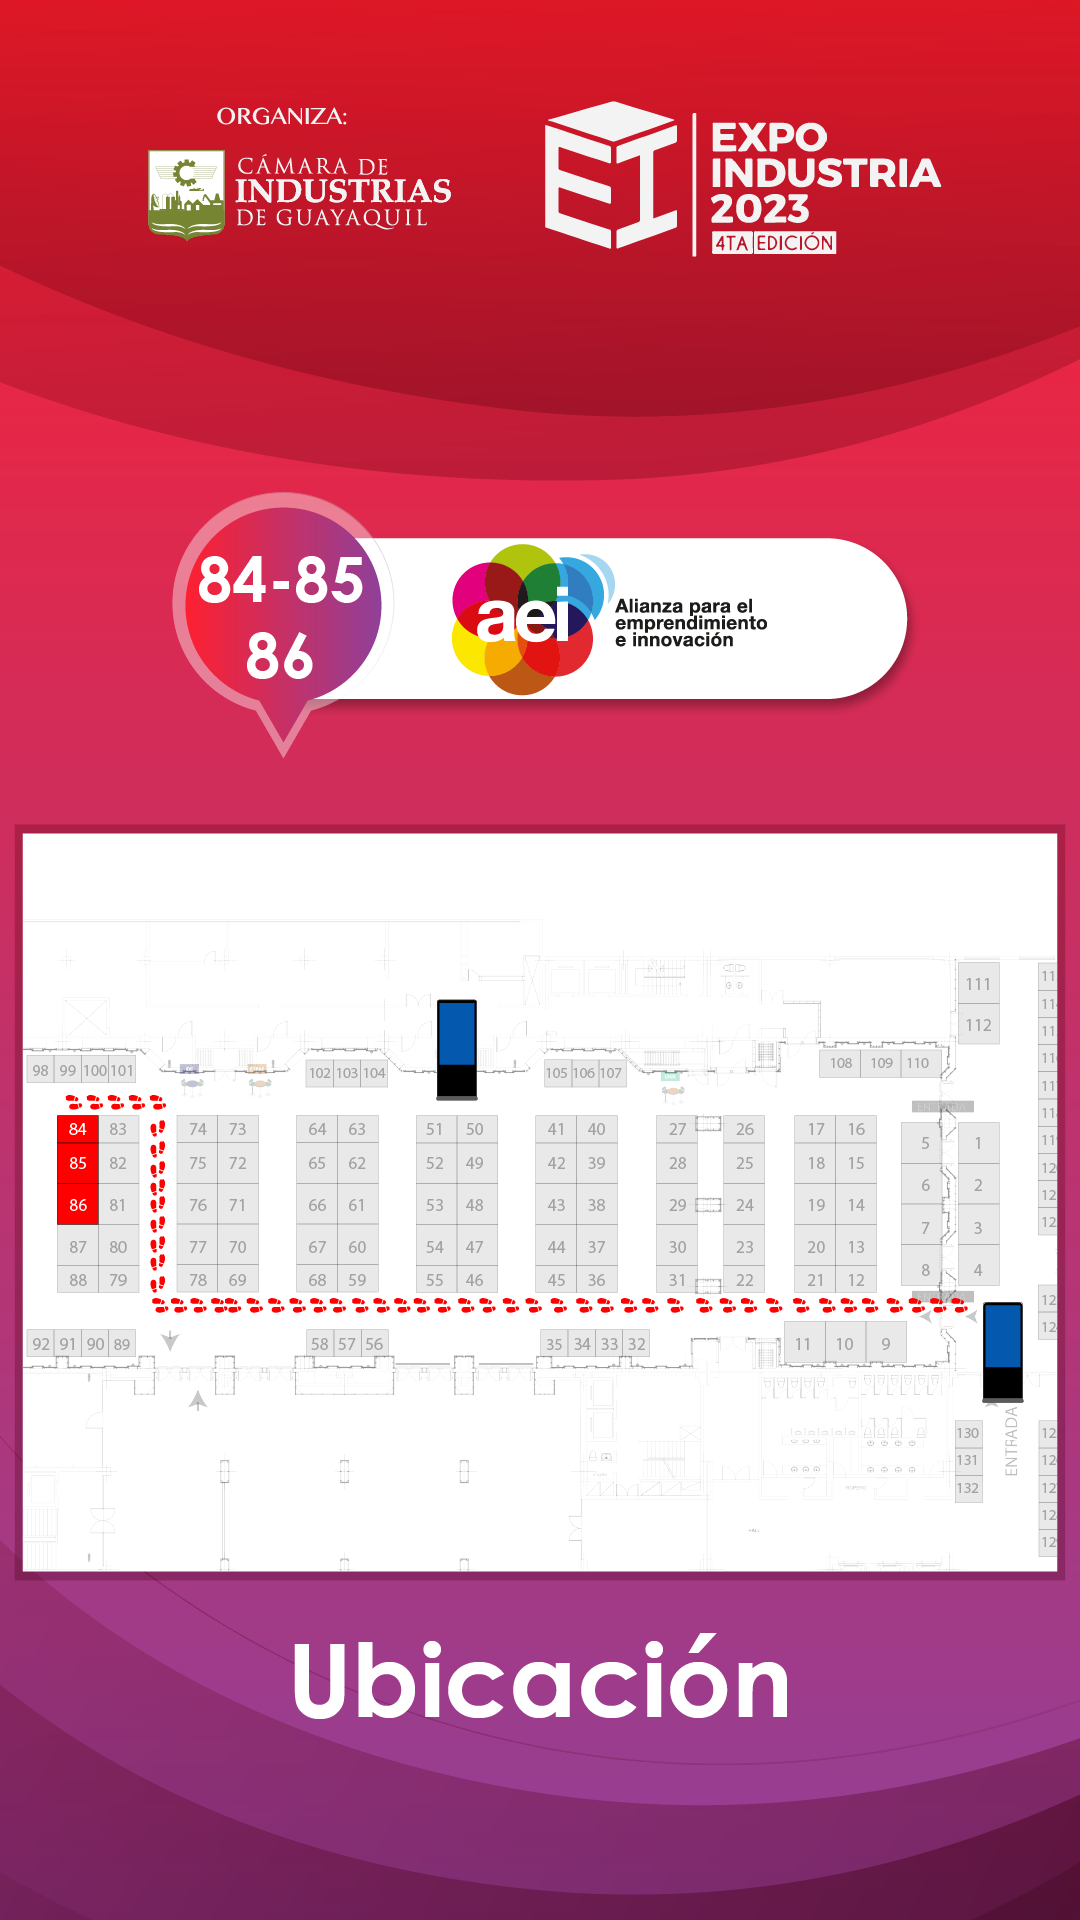 ORGANIZA:
CÁMARA DE
INDUSTRIAS
DE GUAYAQUIL
EXPO
INDUSTRIA
2023
4TA EDICIÓN
84-85
86
aei
Alianza para el
emprendimiento
e innovación
111
112
98 99 100 101
102 103 104
105 106 107
108 109 110
84 83 74 73 64 63 51 50 41 40 27 26 17 16
85 82 75 72 65 62 52 49 42 39 28 25 18 15
86 81 76 71 66 61 53 48 43 38 29 24 19 14
87 80 77 70 67 60 54 47 44 37 30 23 20 13
88 79 78 69 68 59 55 46 45 36 31 22 21 12
ENTRADA
5 1
6 2
7 3
8 4
92 91 90 89
58 57 56
35 34 33 32
11 10 9
130
131
132
ENTRADA
Ubicación